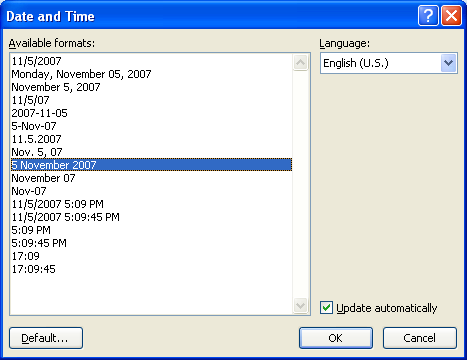 Date and Time
Available formats:
Language:
11/5/2007
Monday, November 05, 2007
November 5, 2007
11/5/07
2007-11-05
5-Nov-07
11.5.2007
Nov. 5, 07
5 November 2007
November 07
Nov-07
11/5/2007 5:09 PM
11/5/2007 5:09:45 PM
5:09 PM
5:09:45 PM
17:09
17:09:45
English (U.S.)
Update automatically
Default...
OK
Cancel